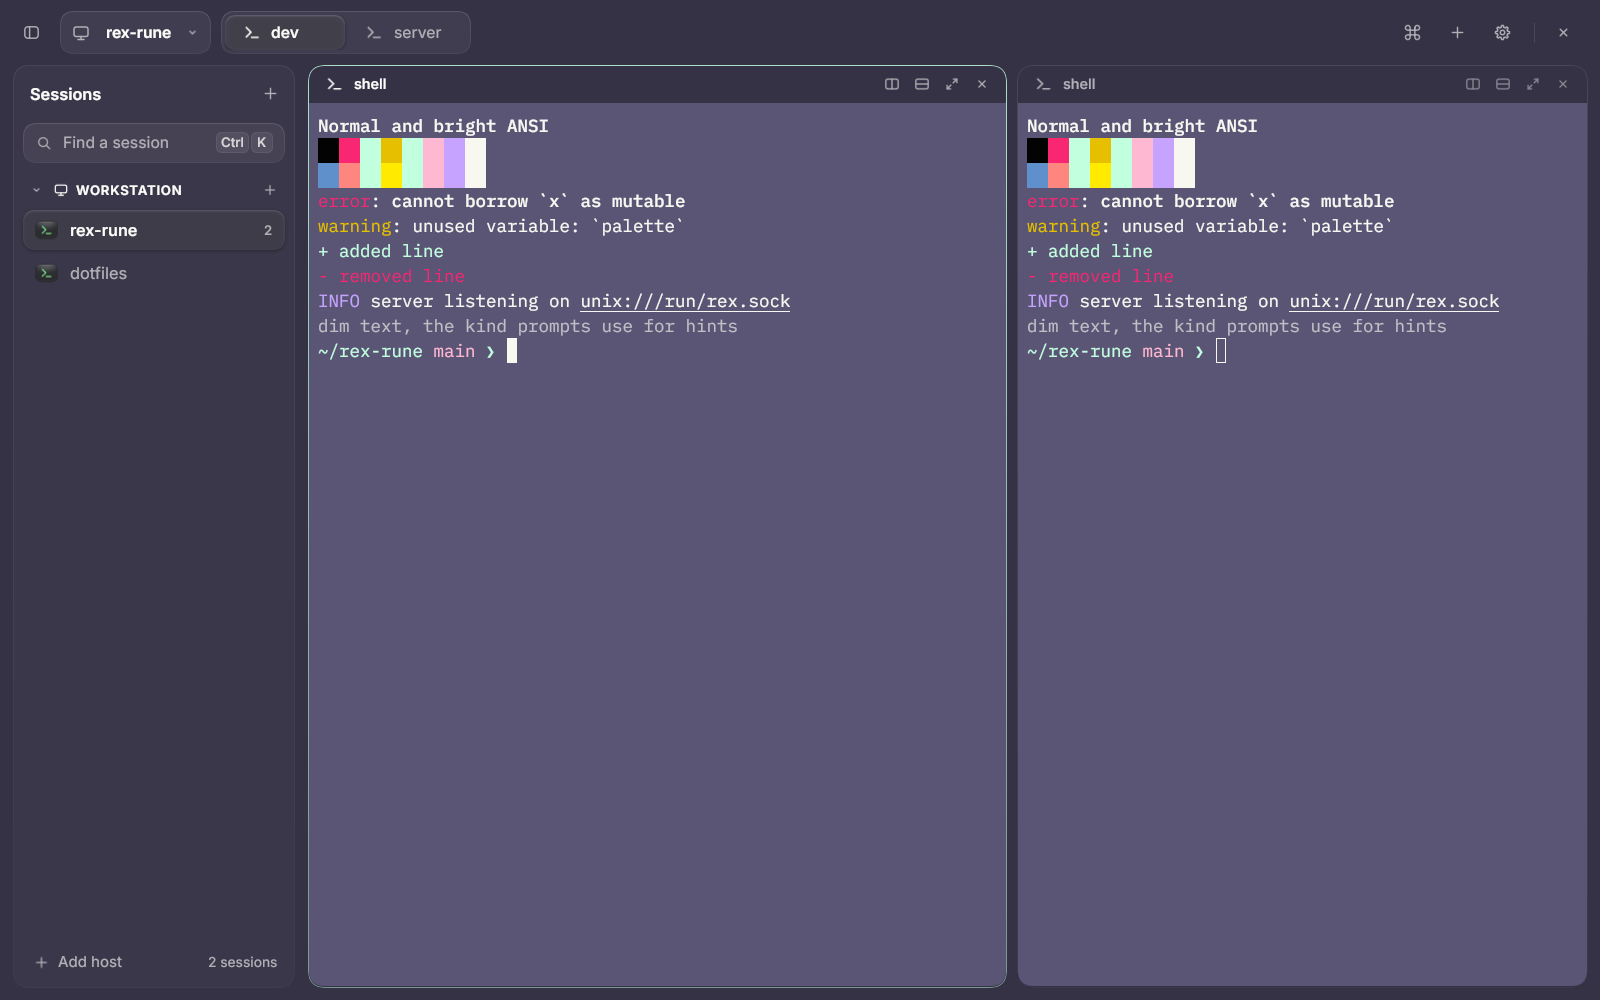 rex-rune
dev
server
Sessions
Find a session Ctrl K
WORKSTATION
rex-rune 2
dotfiles
Add host 2 sessions
shell
Normal and bright ANSI
error: cannot borrow `x` as mutable
warning: unused variable: `palette`
+ added line
- removed line
INFO server listening on unix:///run/rex.sock
dim text, the kind prompts use for hints
~/rex-rune main ❯
shell
Normal and bright ANSI
error: cannot borrow `x` as mutable
warning: unused variable: `palette`
+ added line
- removed line
INFO server listening on unix:///run/rex.sock
dim text, the kind prompts use for hints
~/rex-rune main ❯